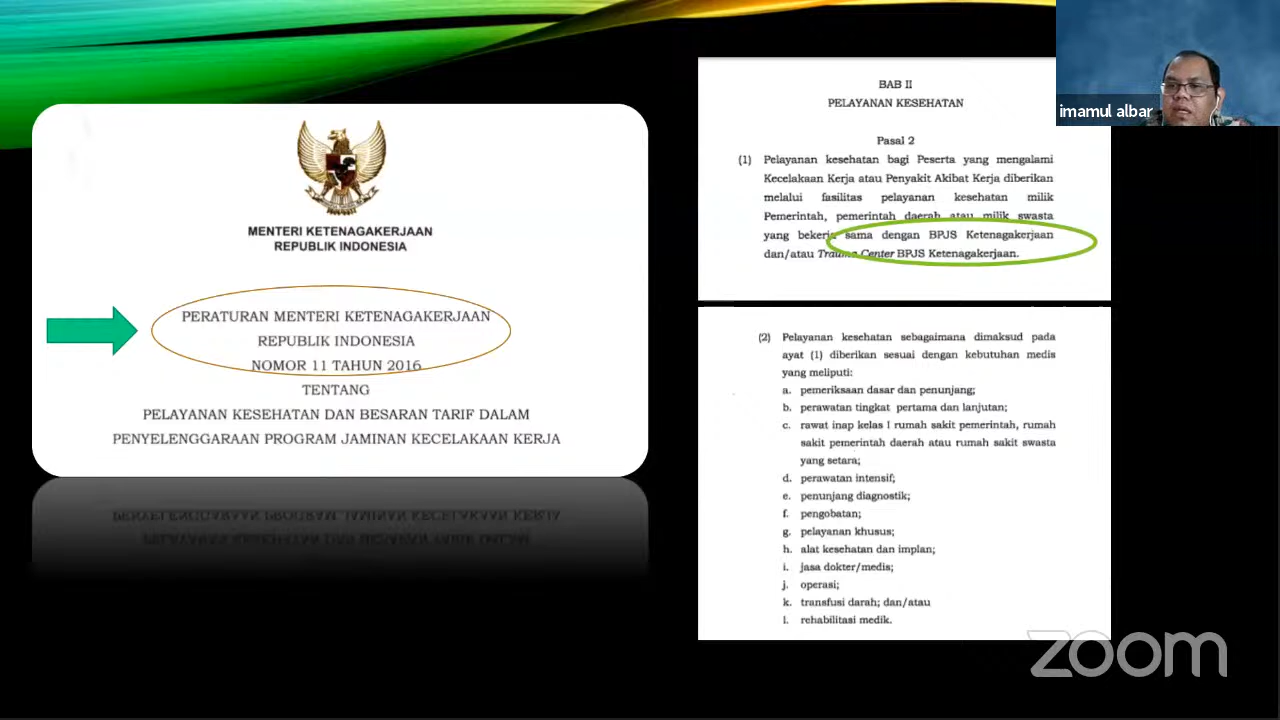 MENTERI KETENAGAKERJAAN
REPUBLIK INDONESIA
PERATURAN MENTERI KETENAGAKERJAAN
REPUBLIK INDONESIA
NOMOR 11 TAHUN 2016
TENTANG
PELAYANAN KESEHATAN DAN BESARAN TARIF DALAM
PENYELENGGARAAN PROGRAM JAMINAN KECELAKAAN KERJA
BAB II
PELAYANAN KESEHATAN
Pasal 2
(1) Pelayanan kesehatan bagi Peserta yang mengalami
Kecelakaan Kerja atau Penyakit Akibat Kerja diberikan
melalui fasilitas pelayanan kesehatan milik
Pemerintah, pemerintah daerah atau milik swasta
yang bekerja sama dengan BPJS Ketenagakerjaan
dan/atau Trauma Center BPJS Ketenagakerjaan.
(2) Pelayanan kesehatan sebagaimana dimaksud pada
ayat (1) diberikan sesuai dengan kebutuhan medis
yang meliputi:
a. pemeriksaan dasar dan penunjang;
b. perawatan tingkat pertama dan lanjutan;
c. rawat inap kelas I rumah sakit pemerintah, rumah
sakit pemerintah daerah atau rumah sakit swasta
yang setara;
d. perawatan intensif;
e. penunjang diagnostik;
f. pengobatan;
g. pelayanan khusus;
h. alat kesehatan dan implan;
i. jasa dokter/medis;
j. operasi;
k. transfusi darah; dan/atau
l. rehabilitasi medik.
imamul albar
zoom